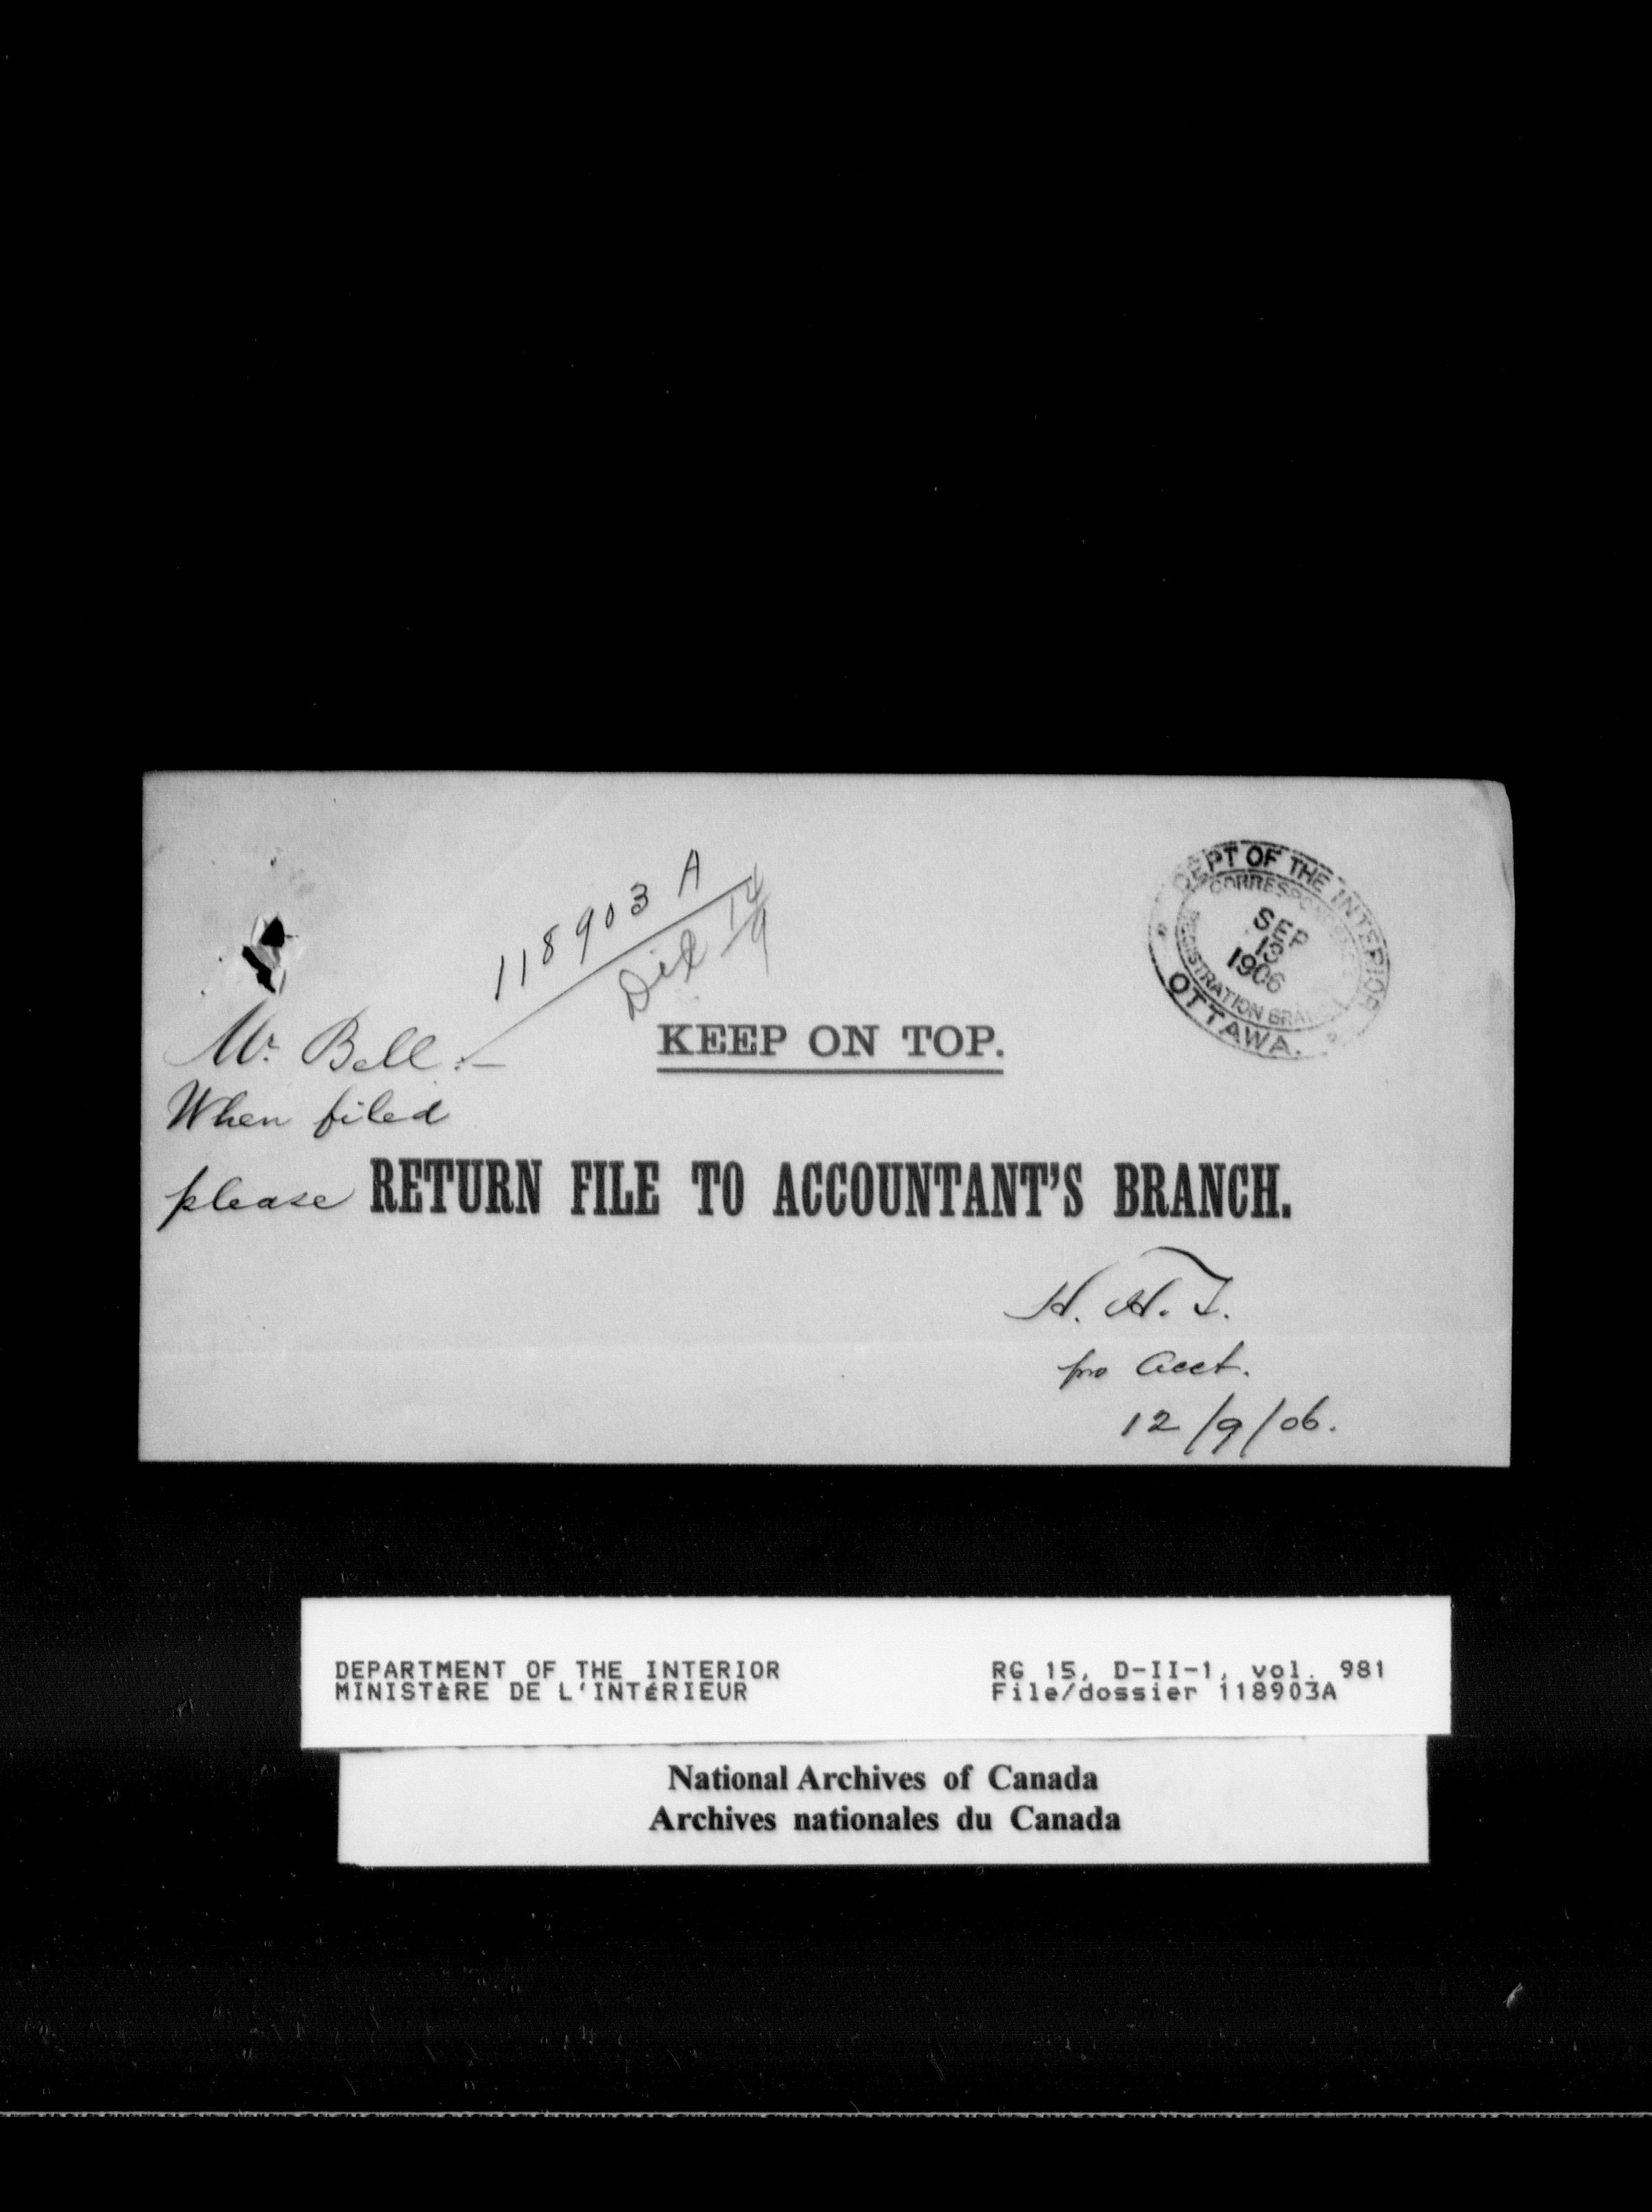 118903 A
14/9
DEPT OF THE INTERIOR
CORRESPONDENCE
SEP
13
1906
REGISTRATION BRANCH
OTTAWA.
Mr. Bell:—
KEEP ON TOP.
When filed
please RETURN FILE TO ACCOUNTANT'S BRANCH.
H. H. T.
pro Acct.
12/9/06.
DEPARTMENT OF THE INTERIOR
MINISTÈRE DE L'INTÉRIEUR
RG 15, D-II-1, vol. 981
File/dossier 118903A
National Archives of Canada
Archives nationales du Canada